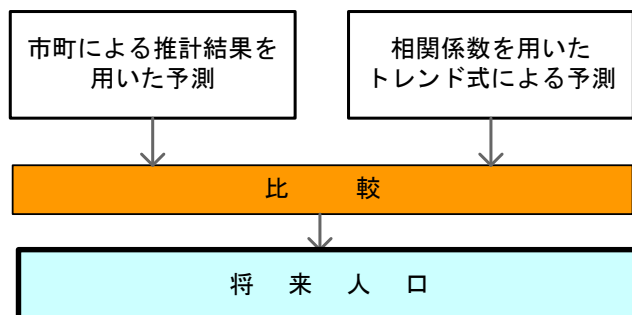 市町による推計結果を
用いた予測
相関係数を用いた
トレンド式による予測
比　　較
将　来　人　口